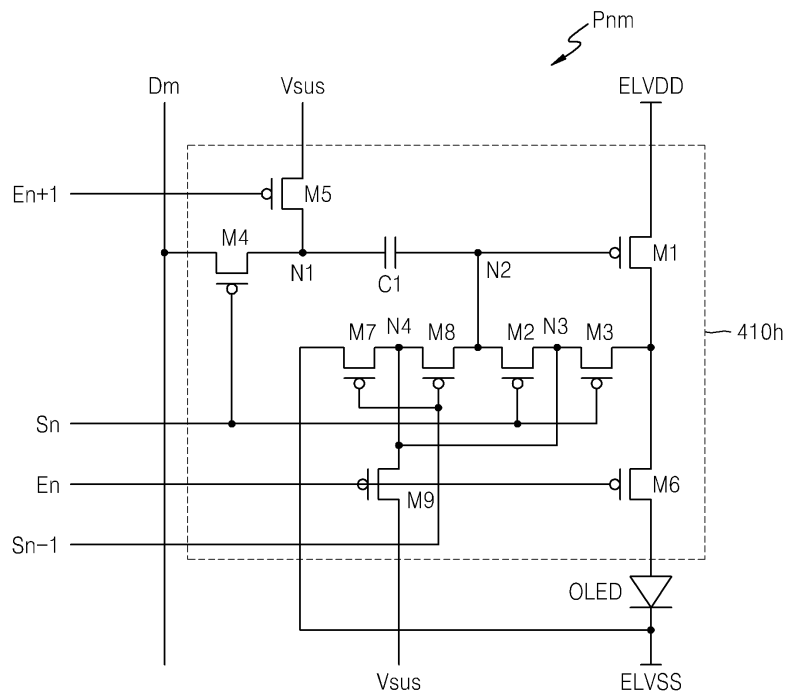 Pnm
Dm
Vsus
ELVDD
En+1
M5
M4
M1
N1
C1
N2
M7
N4
M8
M2
N3
M3
410h
Sn
En
M9
M6
Sn-1
OLED
Vsus
ELVSS